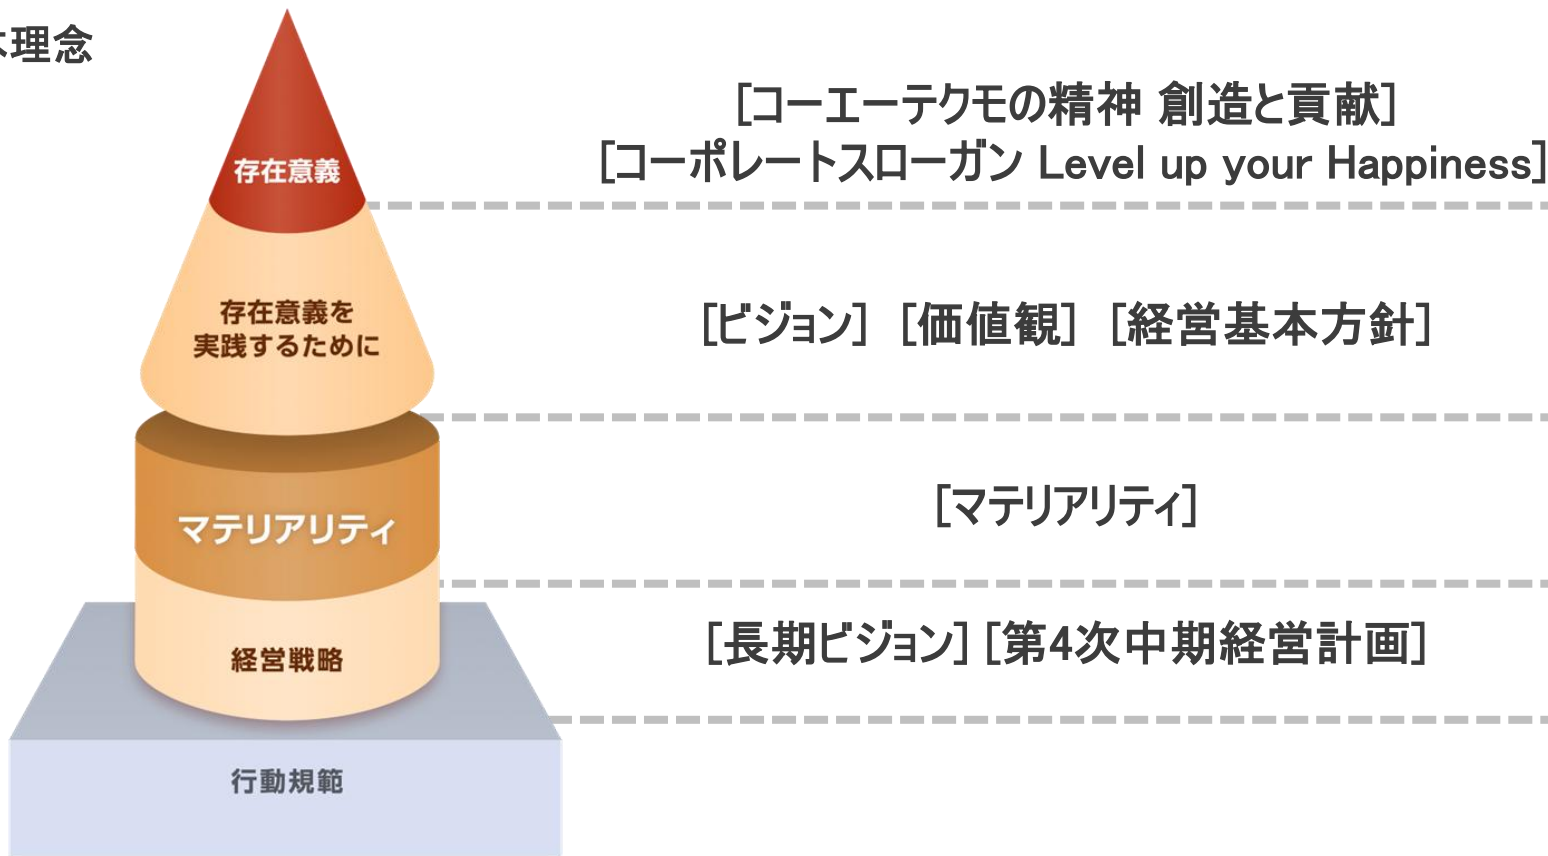 理念
存在意義
[コーエーテクモの精神 創造と貢献]
[コーポレートスローガン Level up your Happiness]
存在意義を
実践するために
[ビジョン] [価値観] [経営基本方針]
マテリアリティ
[マテリアリティ]
経営戦略
[長期ビジョン] [第4次中期経営計画]
行動規範